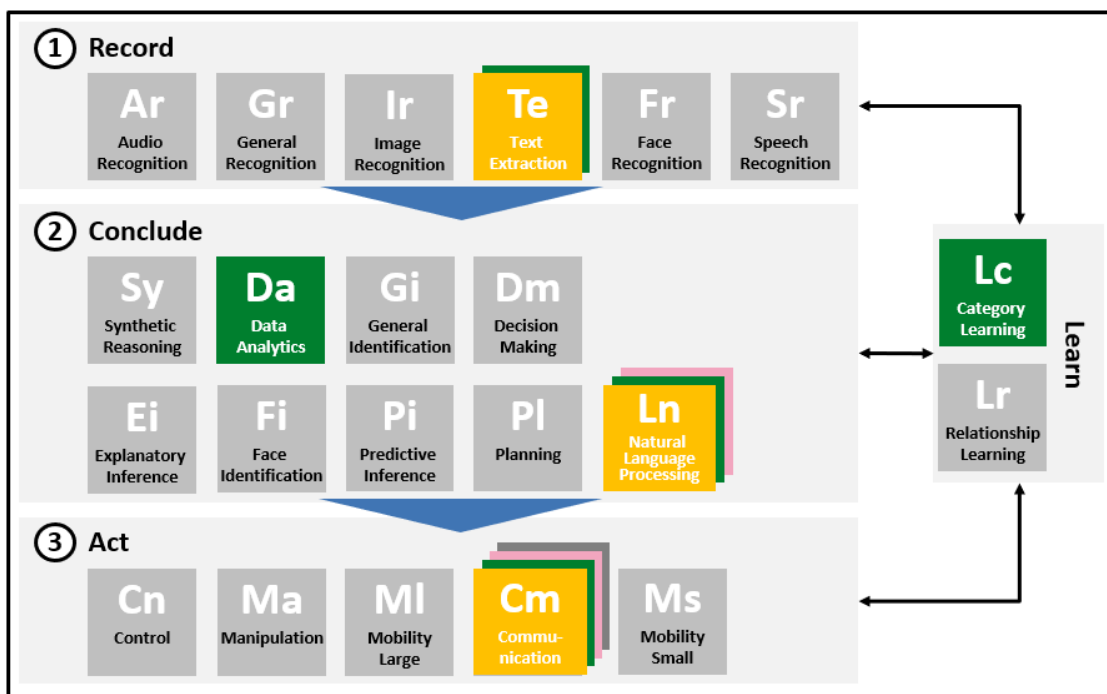 1 Record
Ar
Audio
Recognition
Gr
General
Recognition
Ir
Image
Recognition
Te
Text
Extraction
Fr
Face
Recognition
Sr
Speech
Recognition
2 Conclude
Sy
Synthetic
Reasoning
Da
Data
Analytics
Gi
General
Identification
Dm
Decision
Making
Ei
Explanatory
Inference
Fi
Face
Identification
Pi
Predictive
Inference
Pl
Planning
Ln
Natural
Language
Processing
3 Act
Cn
Control
Ma
Manipulation
Ml
Mobility
Large
Cm
Commu-
nication
Ms
Mobility
Small
Lc
Category
Learning
Lr
Relationship
Learning
Learn